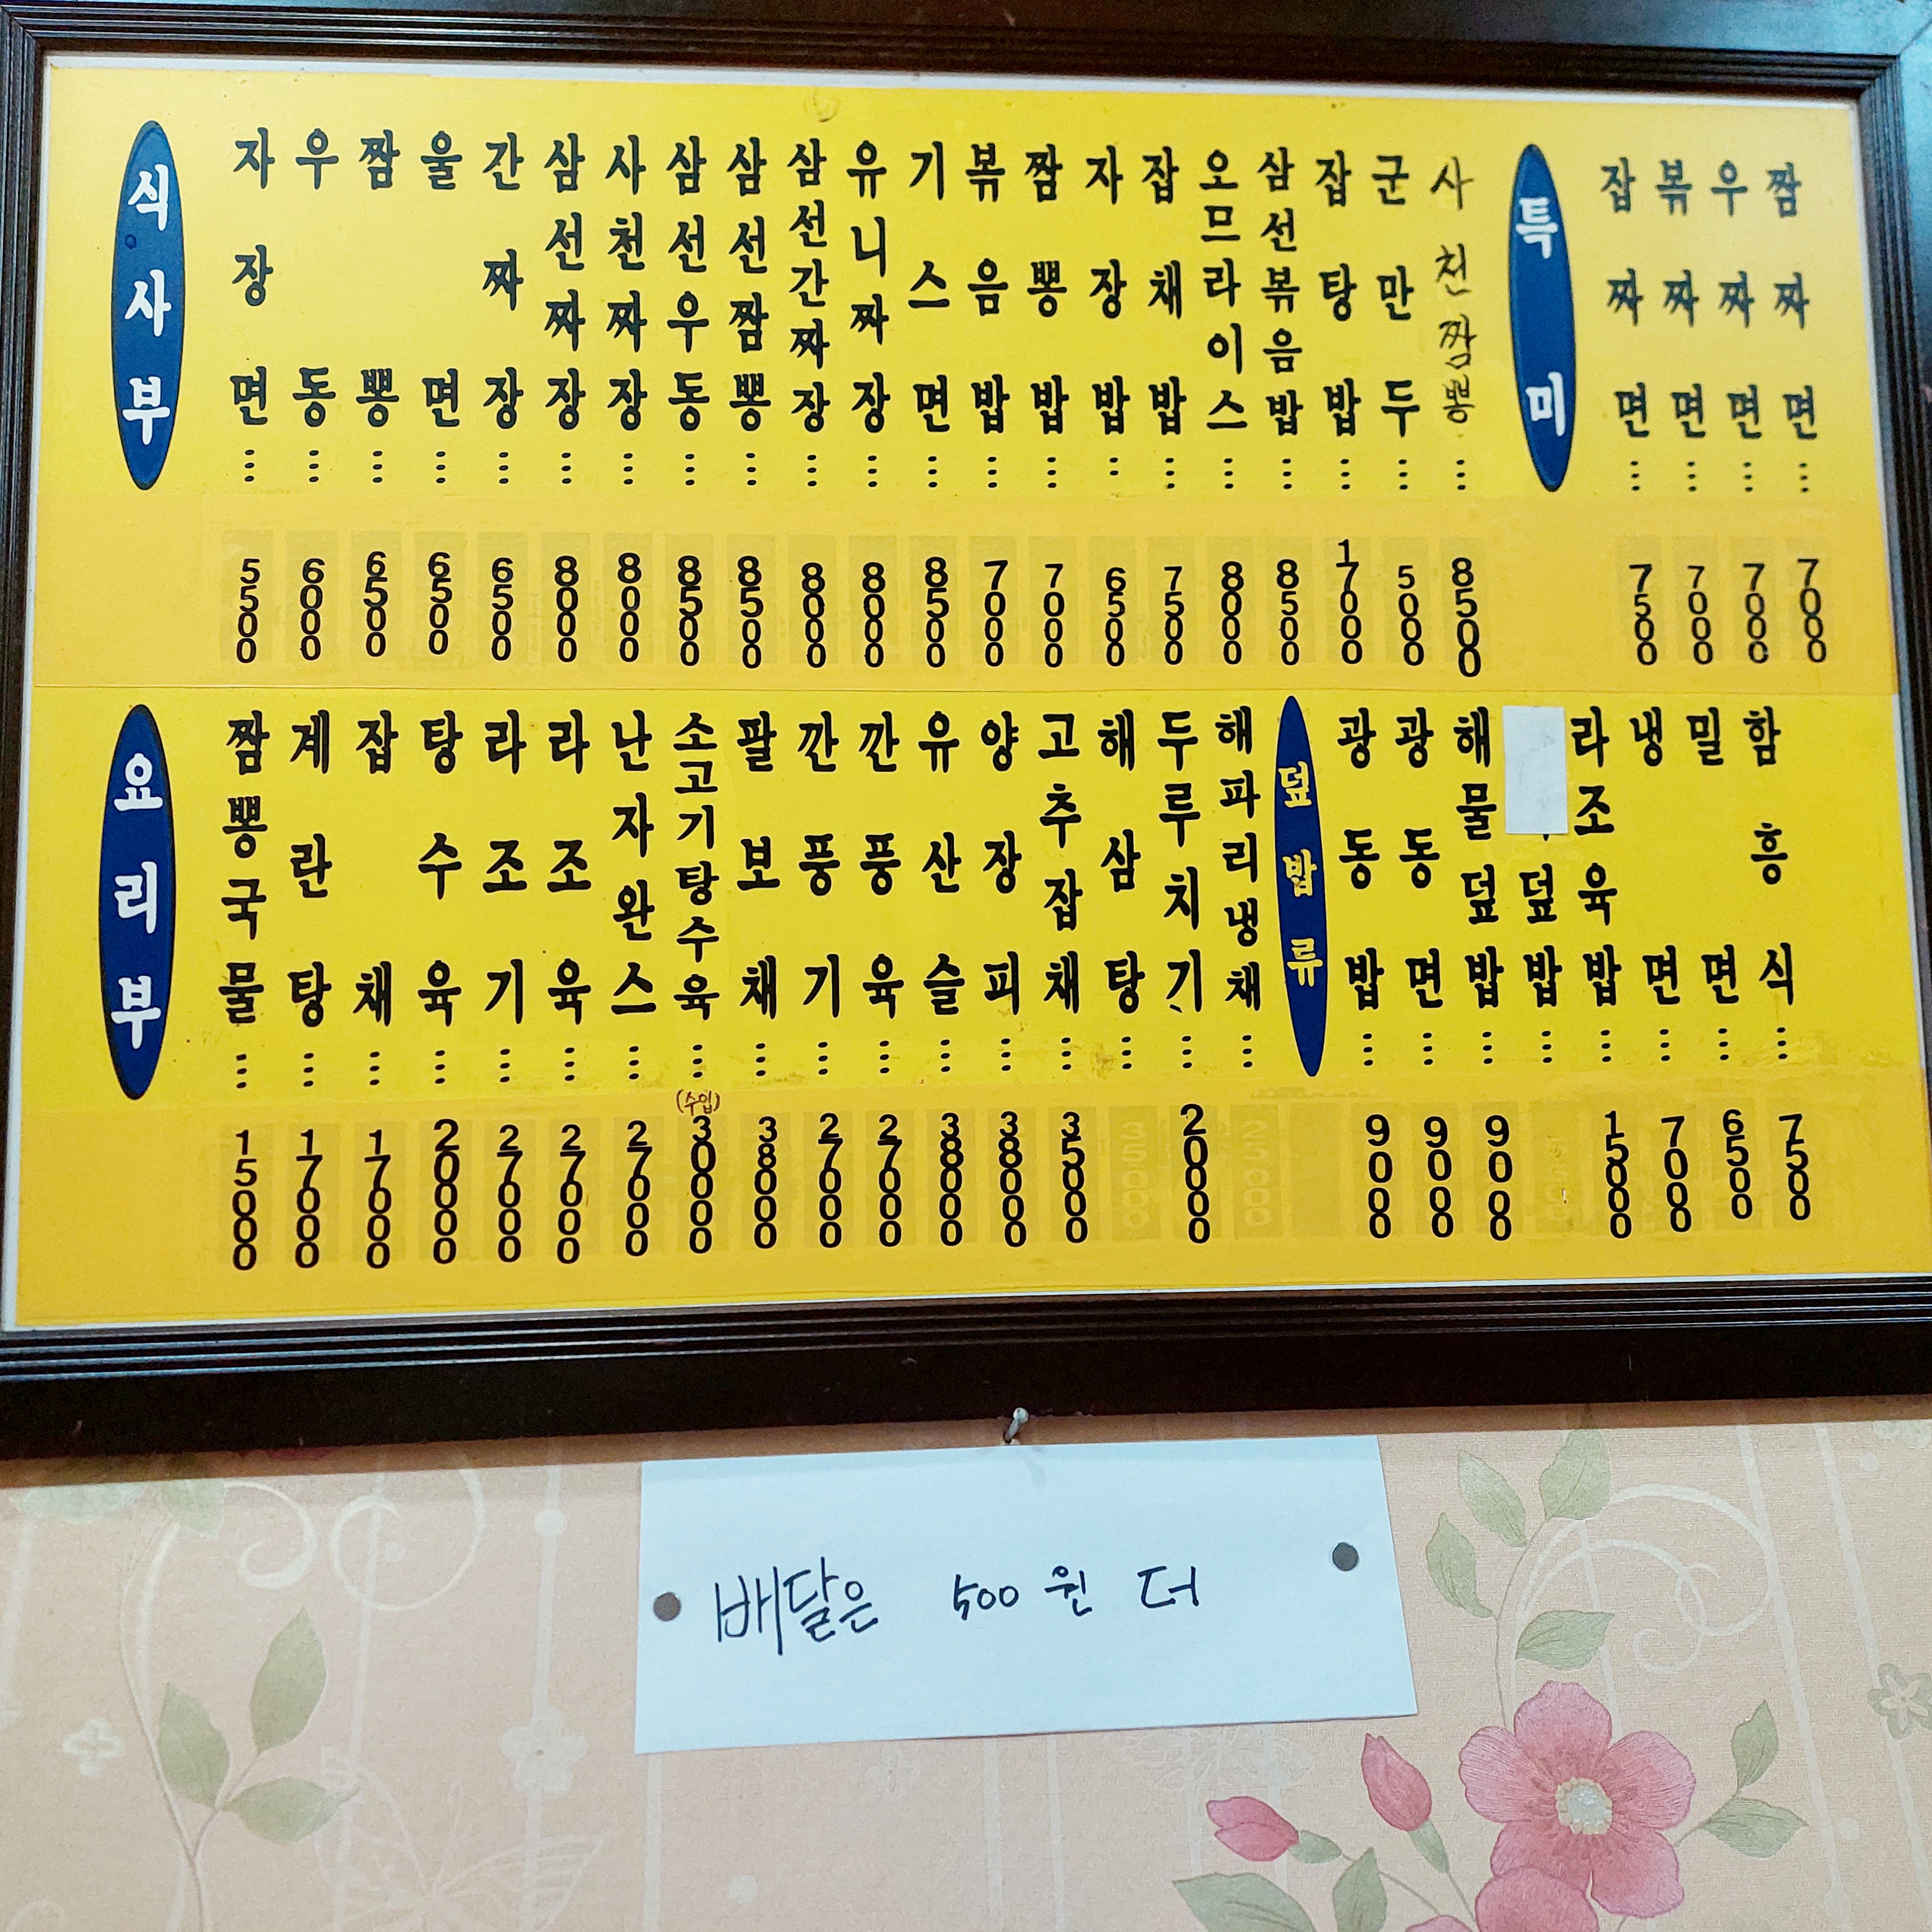 식사부
자장면 … 5500
우동 … 6000
짬뽕 … 6500
울면 … 6500
간짜장 … 6500
삼선짜장 … 8000
사천짜장 … 8000
삼선우동 … 8500
삼선짬뽕 … 8500
삼선간짜장 … 8000
유니짜장 … 8000
기스면 … 8500
볶음밥 … 7000
짬뽕밥 … 7000
자장밥 … 6500
잡채밥 … 7500
오므라이스 … 8000
삼선볶음밥 … 8500
잡탕밥 … 17000
군만두 … 5000
사천짬뽕 … 8500
특미
잡짜면 … 7500
볶짜면 … 7000
우짜면 … 7000
짬짜면 … 7000
요리부
짬뽕국물 … 15000
계란탕 … 17000
잡채 … 17000
탕수육 … 20000
라조기 … 27000
라조육 … 27000
난자완스 … 27000
소고기탕수육 … (수입) 30000
팔보채 … 38000
깐풍기 … 27000
깐풍육 … 27000
유산슬 … 38000
양장피 … 38000
고추잡채 … 35000
해삼탕 … 35000
두루치기 … 20000
해파리냉채 … 25000
덮밥류
광동밥 … 9000
광동면 … 9000
해물덮밥 … 9000
덮밥 …
라조육밥 … 15000
냉면 … 7000
밀면 … 6500
함흥식 … 7500
배달은 500원 더